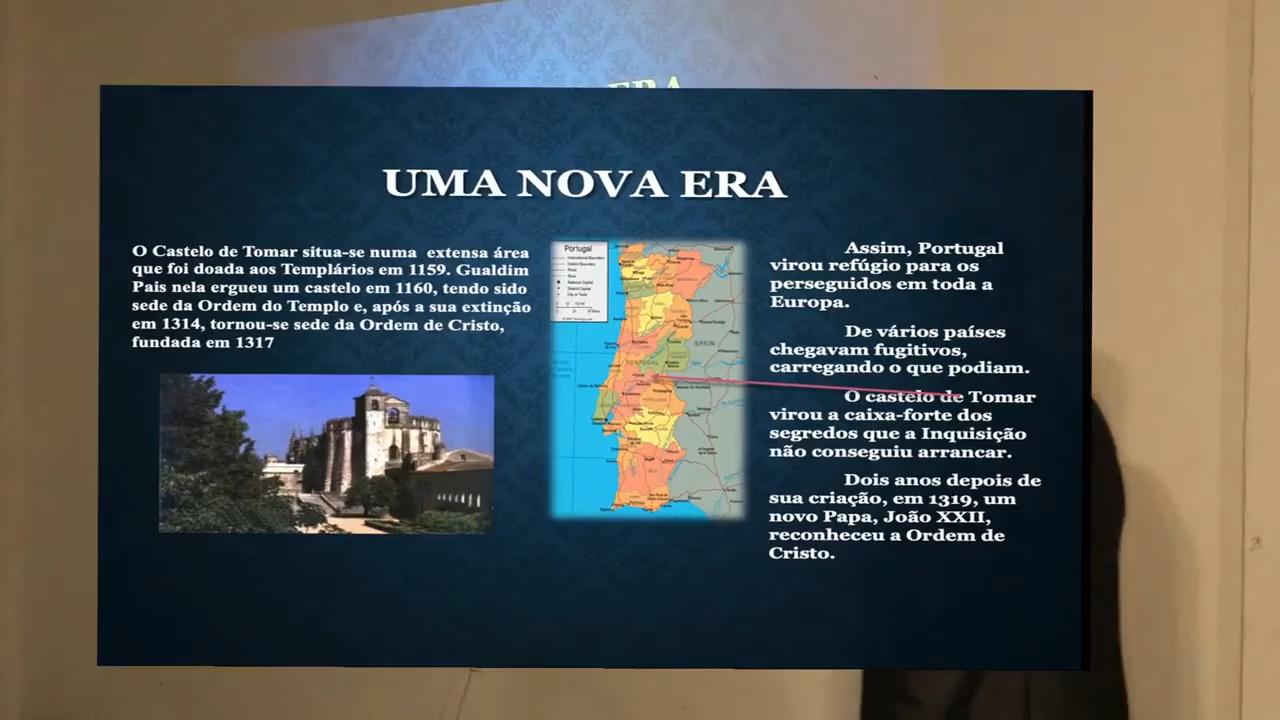 ERA
UMA NOVA ERA
O Castelo de Tomar situa-se numa extensa área
que foi doada aos Templários em 1159. Gualdim
Pais nela ergueu um castelo em 1160, tendo sido
sede da Ordem do Templo e, após a sua extinção
em 1314, tornou-se sede da Ordem de Cristo,
fundada em 1317
Portugal
SPAIN
PORTUGAL
Assim, Portugal
virou refúgio para os
perseguidos em toda a
Europa.
De vários países
chegavam fugitivos,
carregando o que podiam.
O castelo de Tomar
virou a caixa-forte dos
segredos que a Inquisição
não conseguiu arrancar.
Dois anos depois de
sua criação, em 1319, um
novo Papa, João XXII,
reconheceu a Ordem de
Cristo.